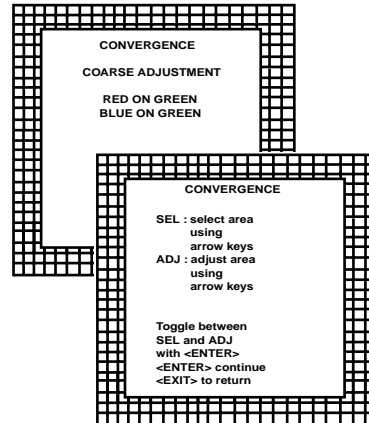 CONVERGENCE
COARSE ADJUSTMENT
RED ON GREEN
BLUE ON GREEN
CONVERGENCE
SEL : select area
using
arrow keys
ADJ : adjust area
using
arrow keys
Toggle between
SEL and ADJ
with <ENTER>
<ENTER> continue
<EXIT> to return